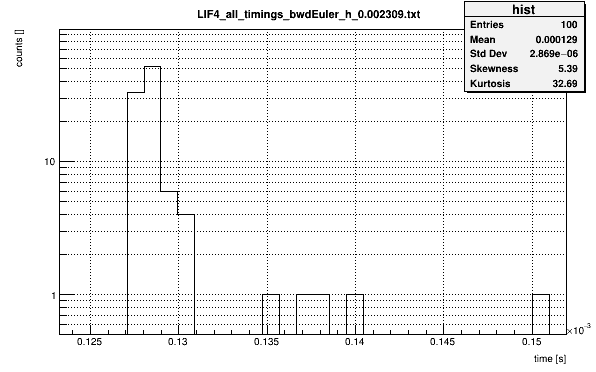 LIF4_all_timings_bwdEuler_h_0.002309.txt
hist
Entries 100
Mean 0.000129
Std Dev 2.869e−06
Skewness 5.39
Kurtosis 32.69
counts []
10
1
0.125 0.13 0.135 0.14 0.145 0.15 ×10⁻³
time [s]